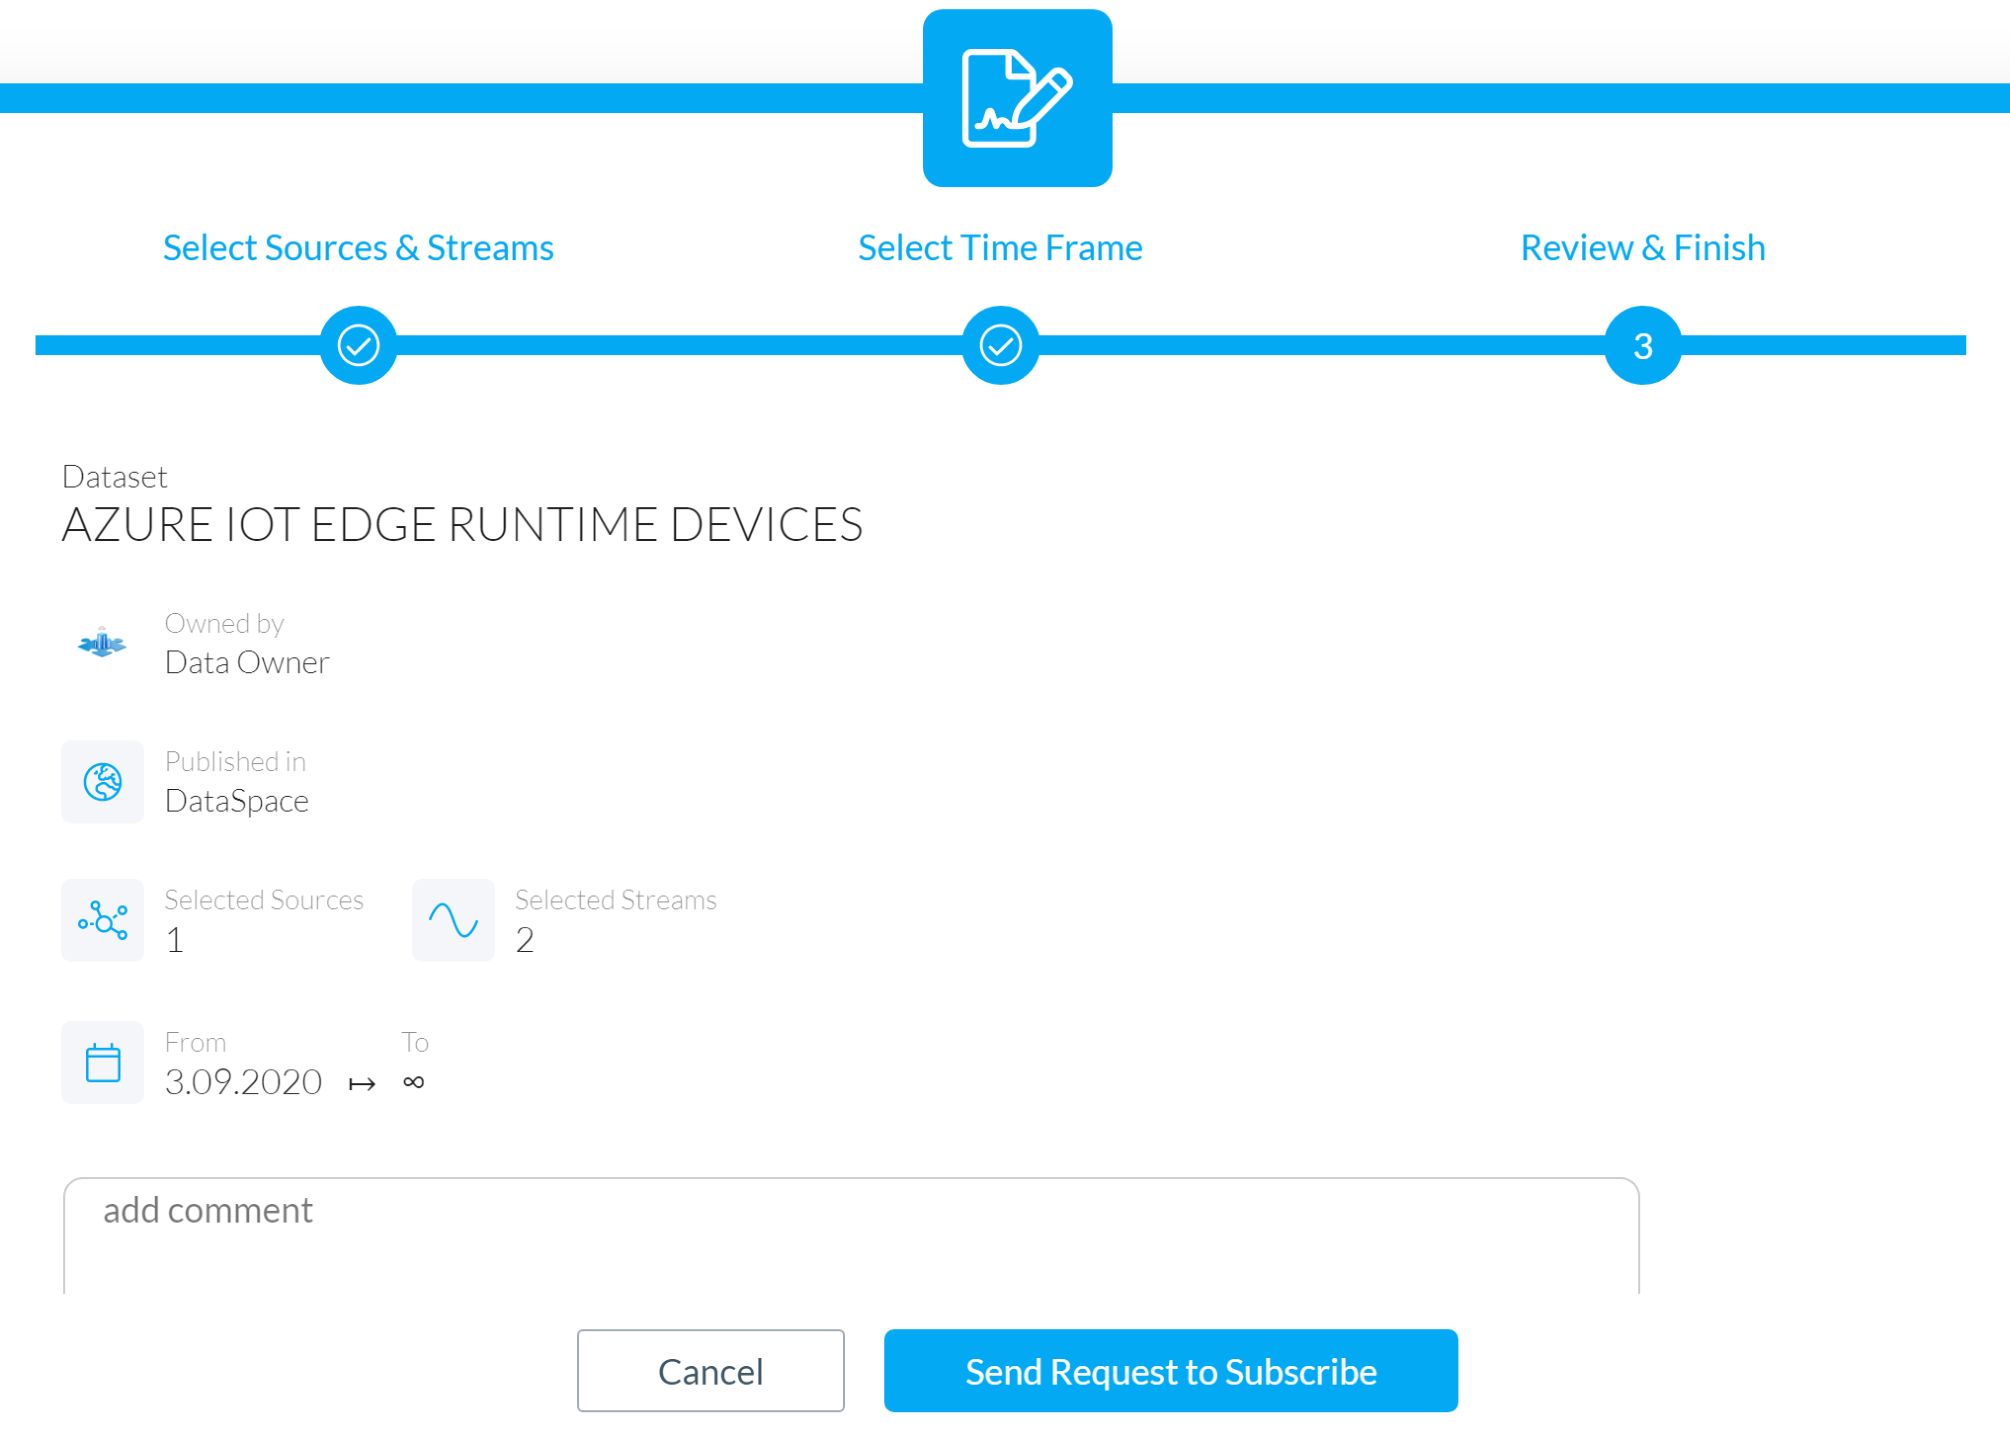 Select Sources & Streams
Select Time Frame
Review & Finish
3
Dataset
AZURE IOT EDGE RUNTIME DEVICES
Owned by
Data Owner
Published in
DataSpace
Selected Sources
1
Selected Streams
2
From
3.09.2020
↦
To
∞
add comment
Cancel
Send Request to Subscribe